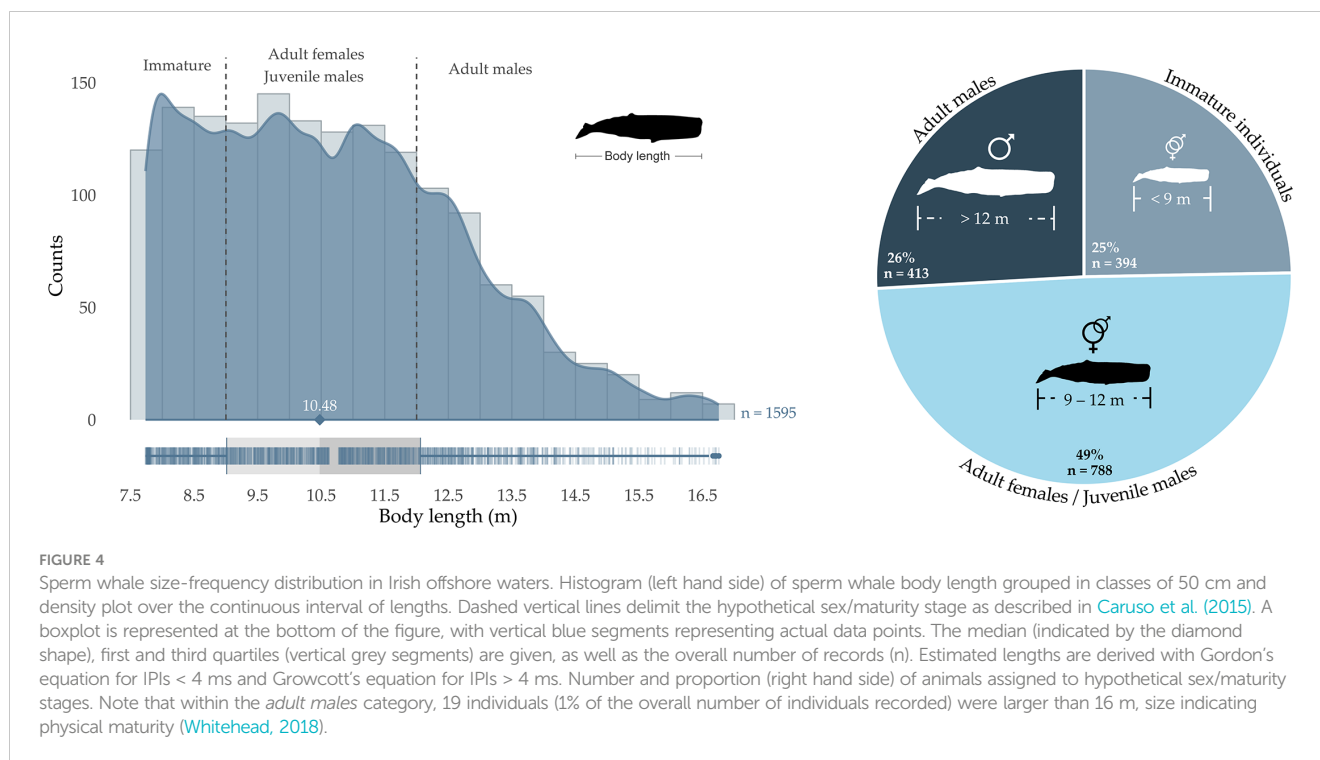 Immature
Adult females
Juvenile males
Adult males
150
100
50
0
Counts
Body length
10.48
n = 1595
7.5 8.5 9.5 10.5 11.5 12.5 13.5 14.5 15.5 16.5
Body length (m)
Adult males
♂
> 12 m
26%
n = 413
Immature individuals
< 9 m
25%
n = 394
9 – 12 m
49%
n = 788
Adult females / Juvenile males
FIGURE 4
Sperm whale size-frequency distribution in Irish offshore waters. Histogram (left hand side) of sperm whale body length grouped in classes of 50 cm and
density plot over the continuous interval of lengths. Dashed vertical lines delimit the hypothetical sex/maturity stage as described in Caruso et al. (2015). A
boxplot is represented at the bottom of the figure, with vertical blue segments representing actual data points. The median (indicated by the diamond
shape), first and third quartiles (vertical grey segments) are given, as well as the overall number of records (n). Estimated lengths are derived with Gordon's
equation for IPIs < 4 ms and Growcott's equation for IPIs > 4 ms. Number and proportion (right hand side) of animals assigned to hypothetical sex/maturity
stages. Note that within the adult males category, 19 individuals (1% of the overall number of individuals recorded) were larger than 16 m, size indicating
physical maturity (Whitehead, 2018).